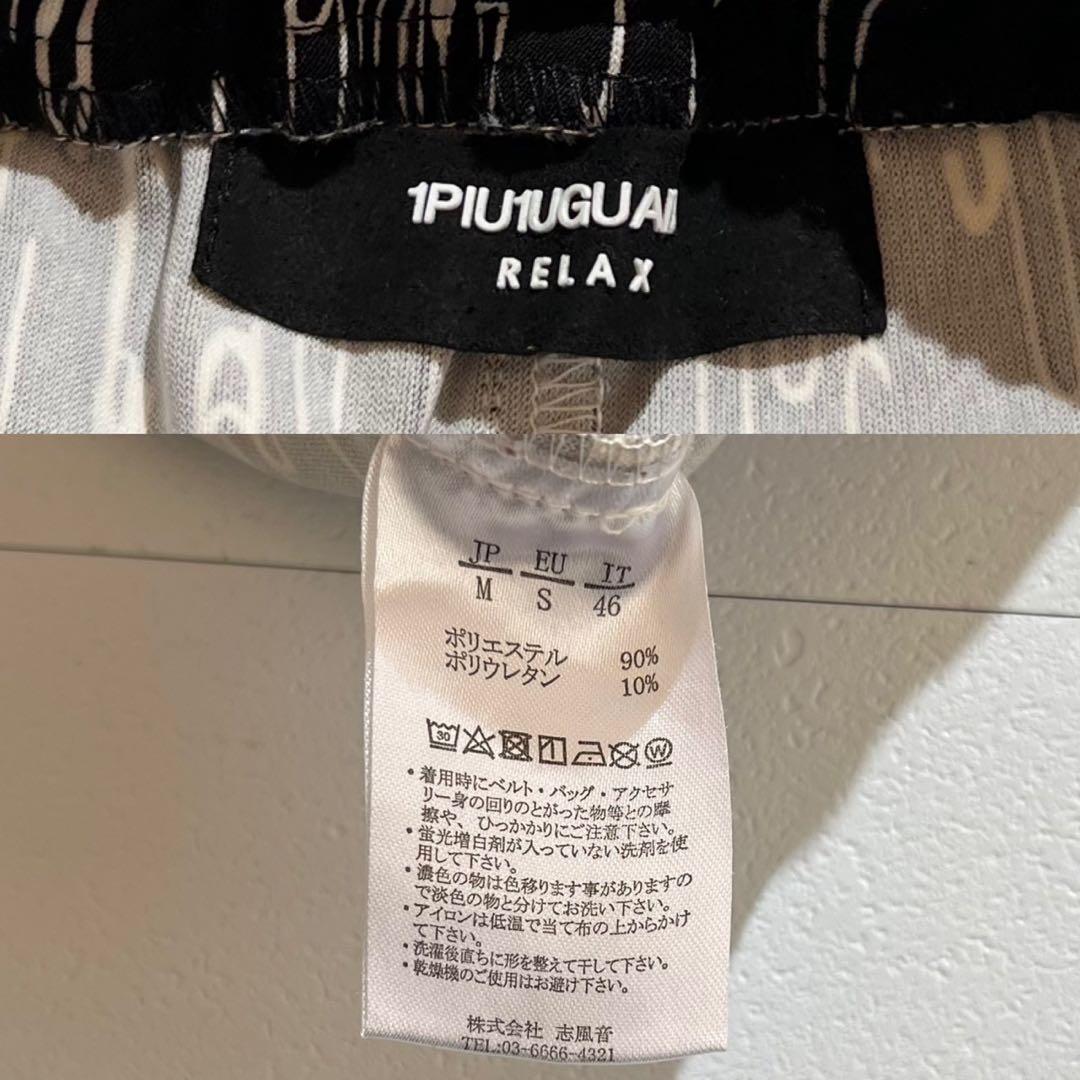 1PIU1UGUALE
RELAX
JP EU IT
M S 46
ポリエステル 90%
ポリウレタン 10%
30
W
・着用時にベルト・バッグ・アクセサ
リー身の回りのとがった物等との摩
擦や、ひっかかりにご注意下さい。
・蛍光増白剤が入っていない洗剤を使
用して下さい。
・濃色の物は色移ります事がありますの
で淡色の物と分けてお洗い下さい。
・アイロンは低温で当て布の上からかけ
て下さい。
・洗濯後直ちに形を整えて干して下さい。
・乾燥機のご使用はお避け下さい。
株式会社 志風音
TEL:03-6666-4321